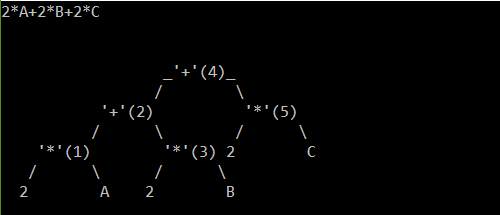 2*A+2*B+2*C
_'+'(4)_
/ \
'+'(2) '*'(5)
/ \ / \
'*'(1) '*'(3) 2 C
/ \ / \
2 A 2 B